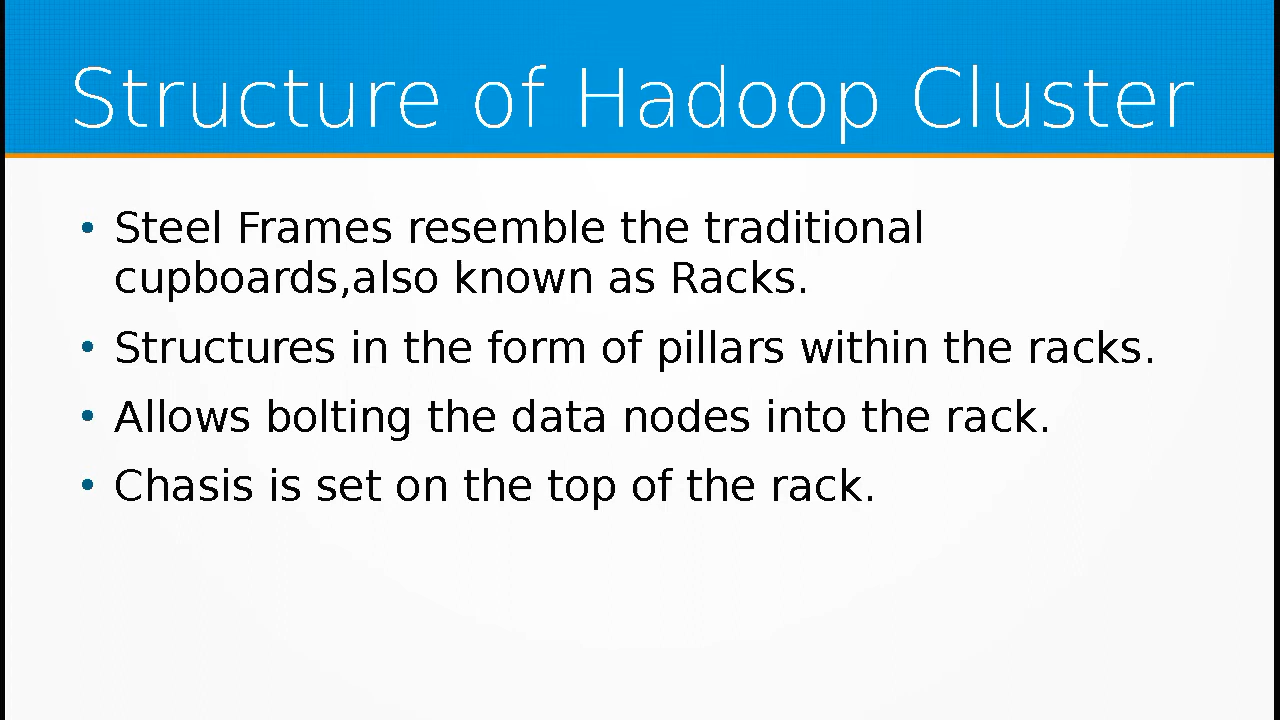 Structure of Hadoop Cluster
• Steel Frames resemble the traditional
cupboards,also known as Racks.
• Structures in the form of pillars within the racks.
• Allows bolting the data nodes into the rack.
• Chasis is set on the top of the rack.